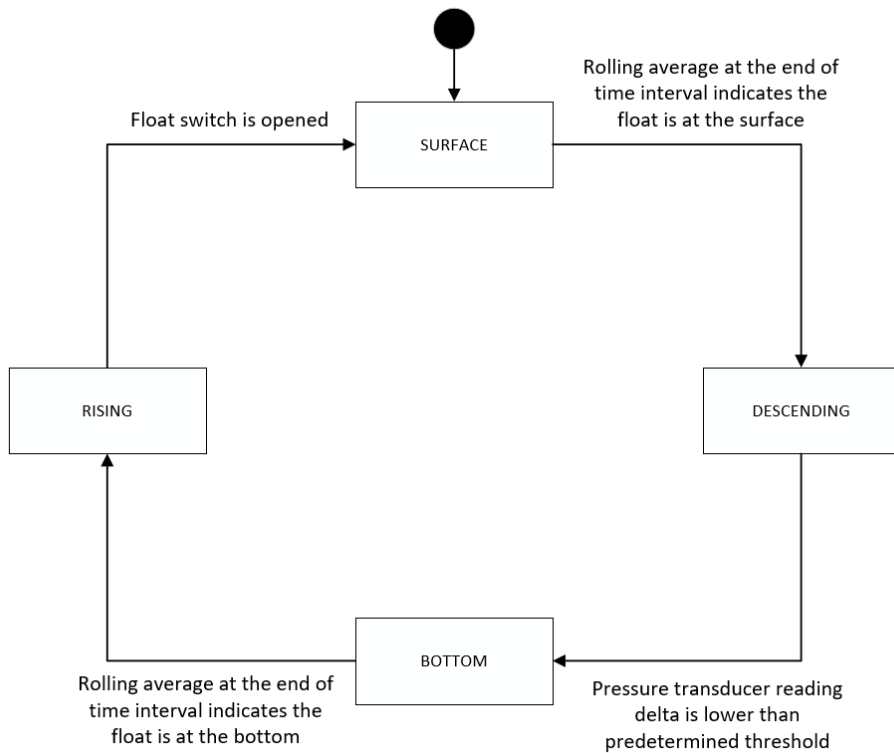 Rolling average at the end of
time interval indicates the
float is at the surface
Float switch is opened
SURFACE
RISING
DESCENDING
BOTTOM
Rolling average at the end of
time interval indicates the
float is at the bottom
Pressure transducer reading
delta is lower than
predetermined threshold